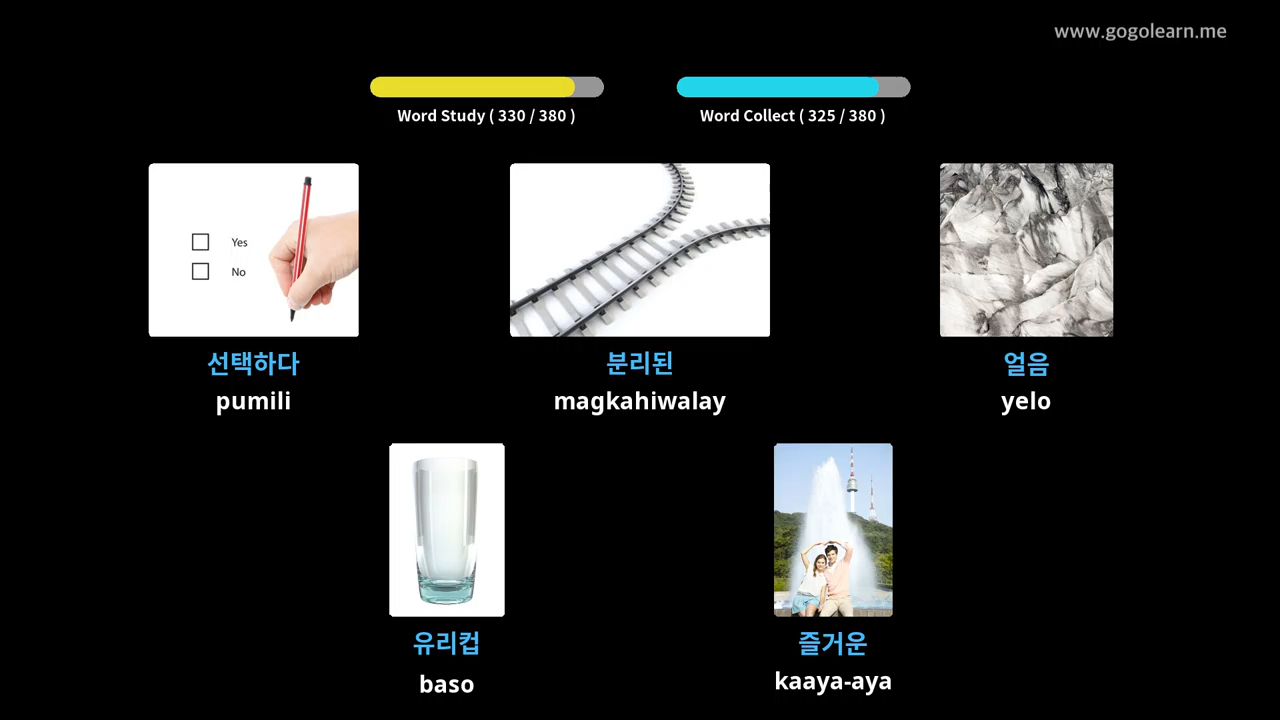 www.gogolearn.me
Word Study ( 330 / 380 )
Word Collect ( 325 / 380 )
Yes
No
선택하다
pumili
분리된
magkahiwalay
얼음
yelo
유리컵
baso
즐거운
kaaya-aya